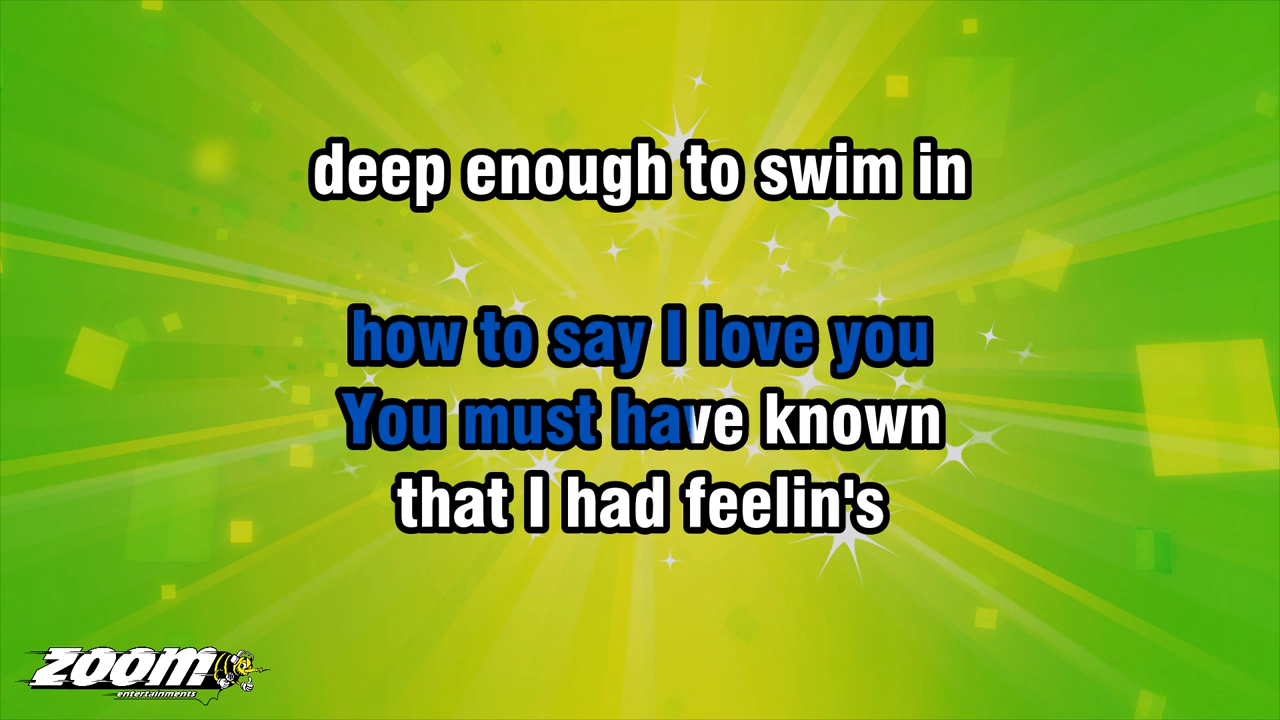 deep enough to swim in
how to say I love you
You must have known
that I had feelin's
zoom
entertainments